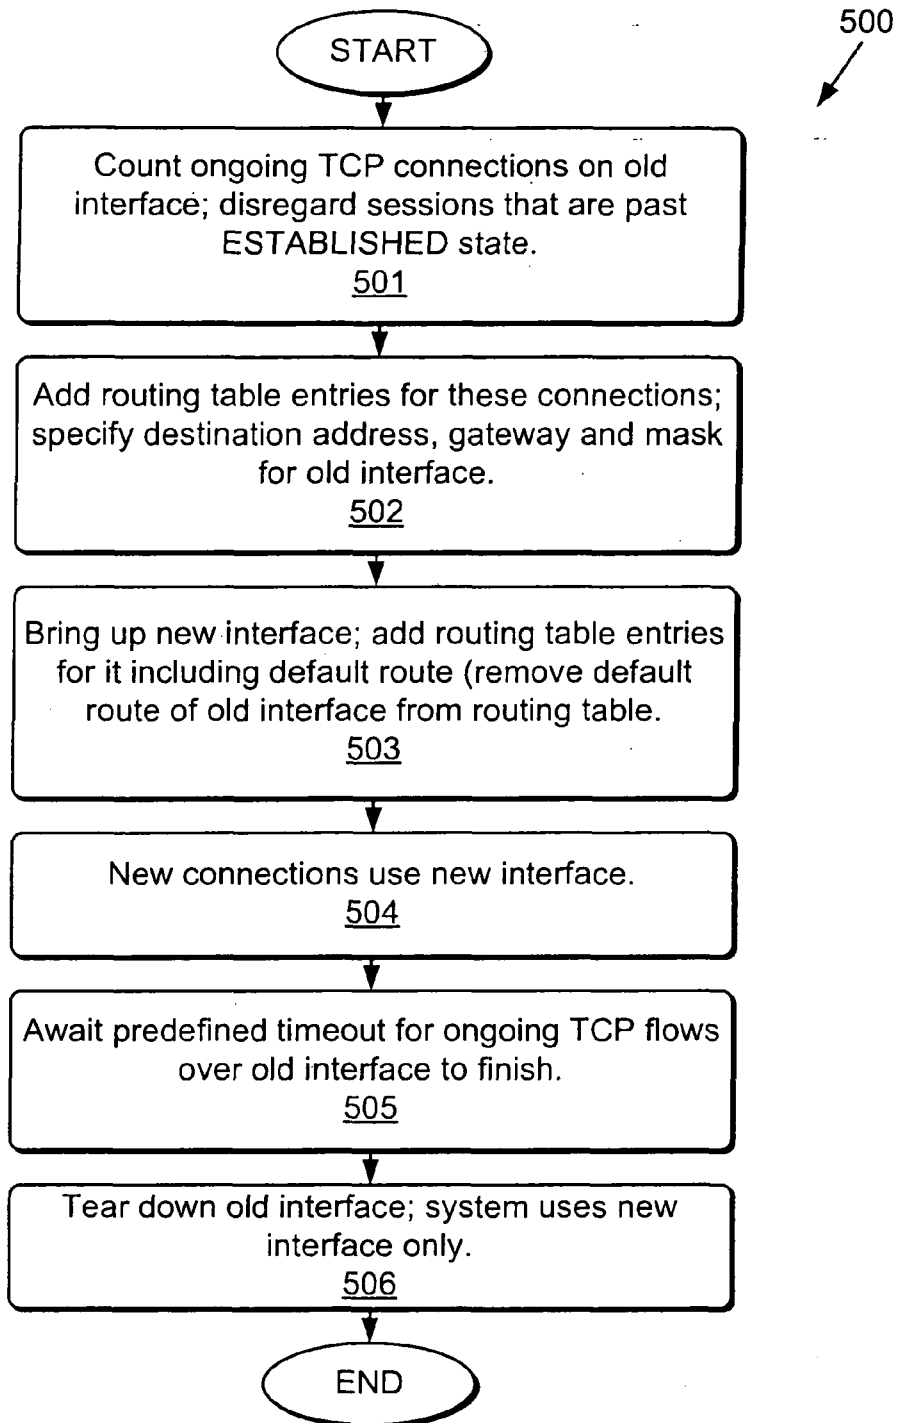 500
START
Count ongoing TCP connections on old
interface; disregard sessions that are past
ESTABLISHED state.
501
Add routing table entries for these connections;
specify destination address, gateway and mask
for old interface.
502
Bring up new interface; add routing table entries
for it including default route (remove default
route of old interface from routing table.
503
New connections use new interface.
504
Await predefined timeout for ongoing TCP flows
over old interface to finish.
505
Tear down old interface; system uses new
interface only.
506
END